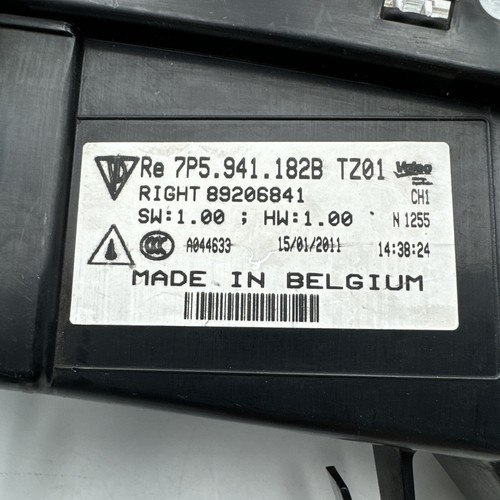 Re 7P5.941.182B TZ01 Valeo
RIGHT 89206841 CH1
SW:1.00 ; HW:1.00 N 1255
CCC A044633 15/01/2011 14:38:24
MADE IN BELGIUM